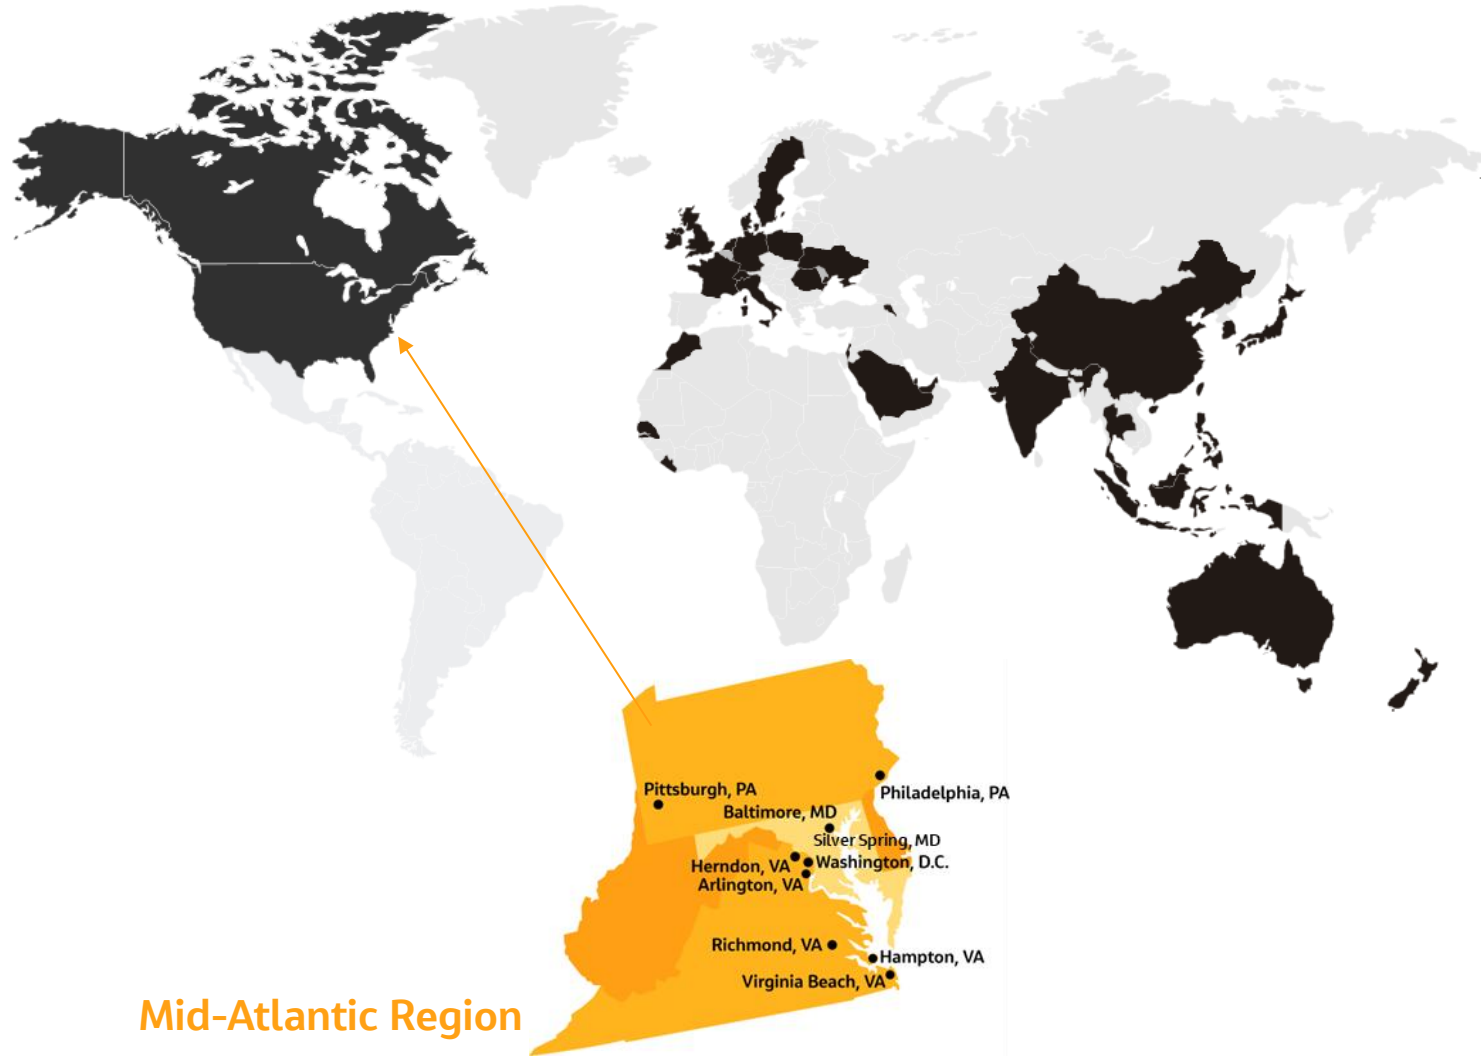 Pittsburgh, PA
Philadelphia, PA
Baltimore, MD
Silver Spring, MD
Washington, D.C.
Herndon, VA
Arlington, VA
Richmond, VA
Hampton, VA
Virginia Beach, VA
Mid-Atlantic Region